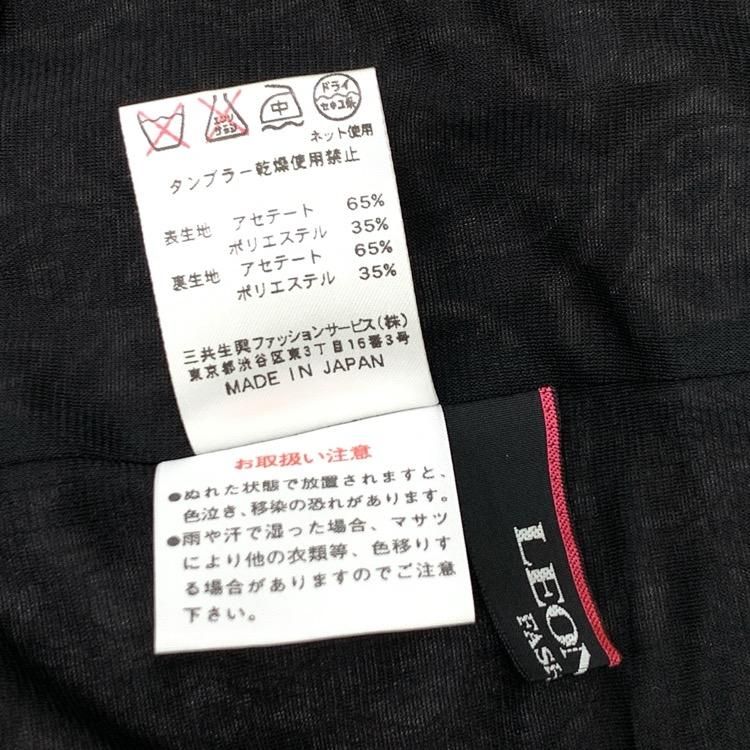 エンソ
サラシ
中
ドライ
セキユ系
ネット使用
タンブラー乾燥使用禁止
表生地 アセテート 65%
ポリエステル 35%
裏生地 アセテート 65%
ポリエステル 35%
三共生興ファッションサービス(株)
東京都渋谷区東3丁目16番3号
MADE IN JAPAN
お取扱い注意
●ぬれた状態で放置されますと、
色泣き、移染の恐れがあります。
●雨や汗で湿った場合、マサツ
により他の衣類等、色移りす
る場合がありますのでご注意
下さい。
LEON
FASH